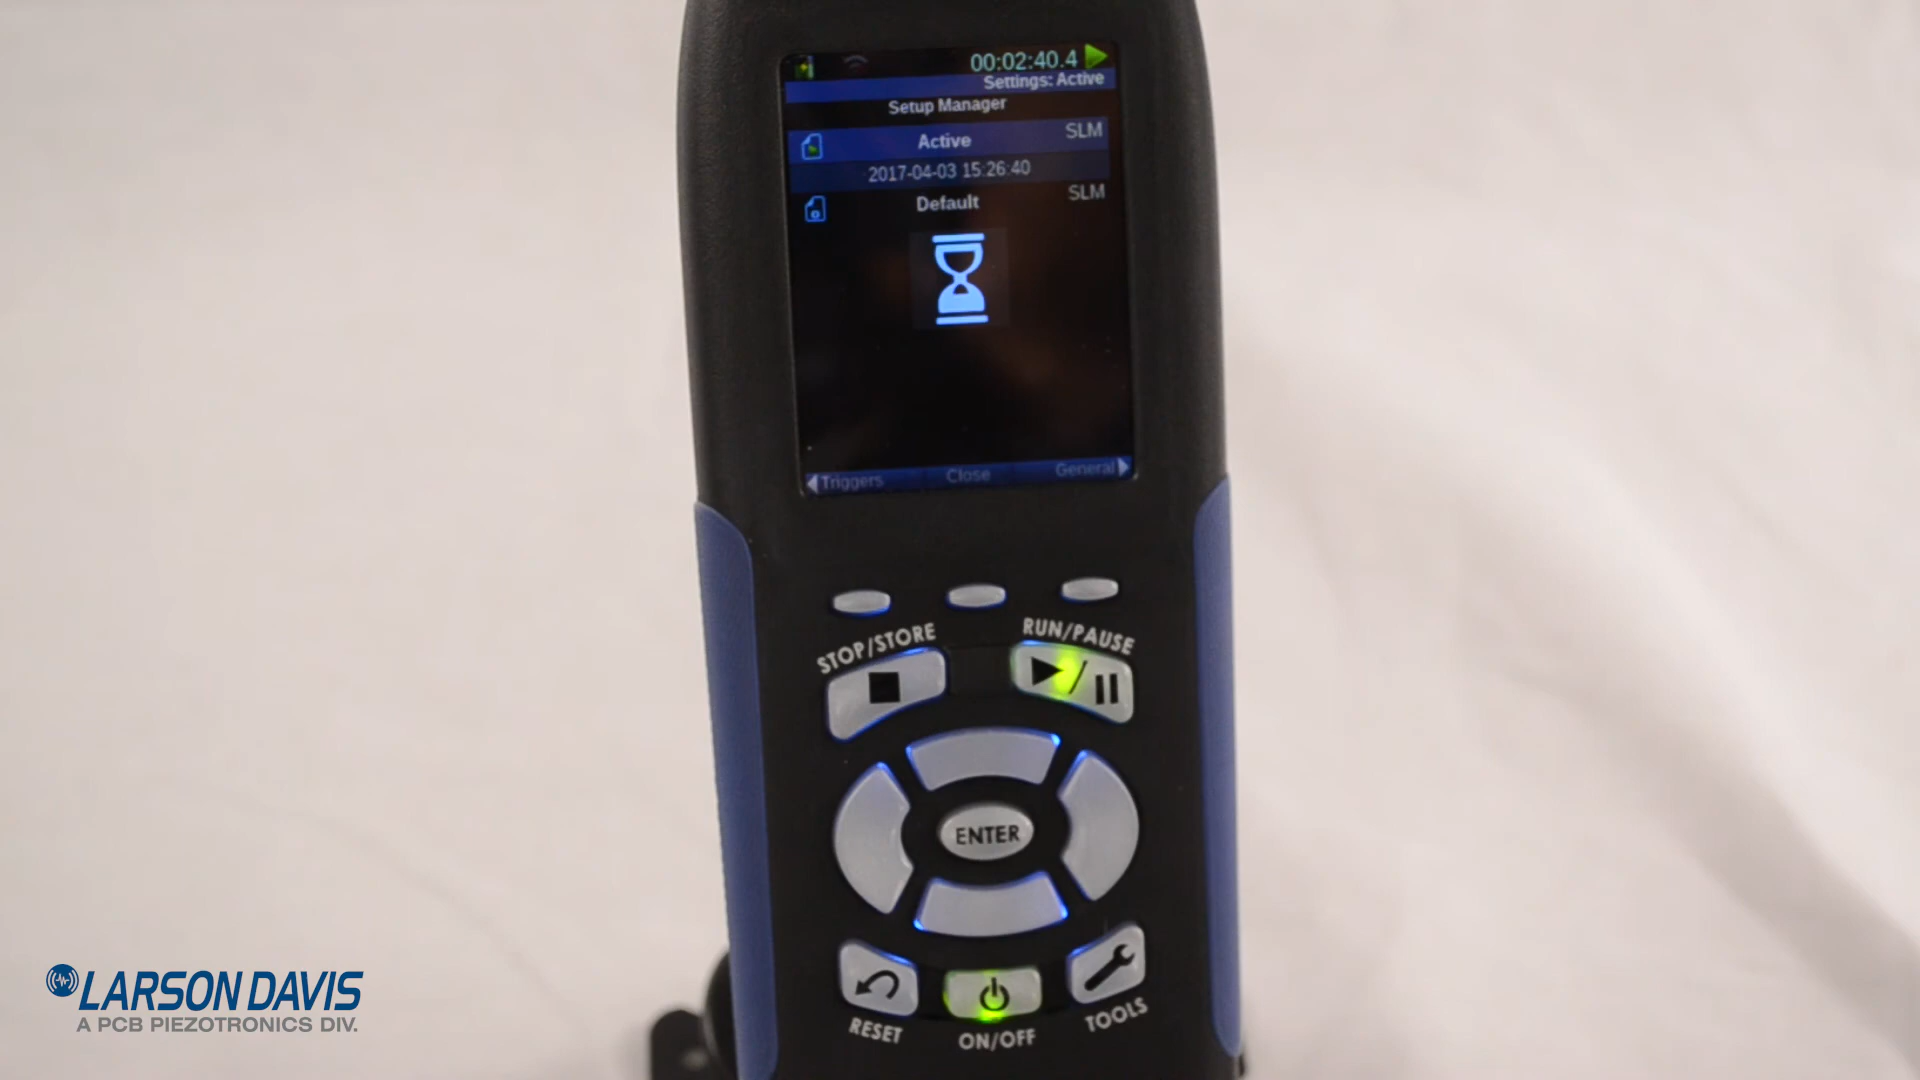 00:02:40.4
Settings: Active
Setup Manager
Active SLM
2017-04-03 15:26:40
Default SLM
Triggers Close General
STOP/STORE RUN/PAUSE
ENTER
RESET ON/OFF TOOLS
LARSON DAVIS
A PCB PIEZOTRONICS DIV.